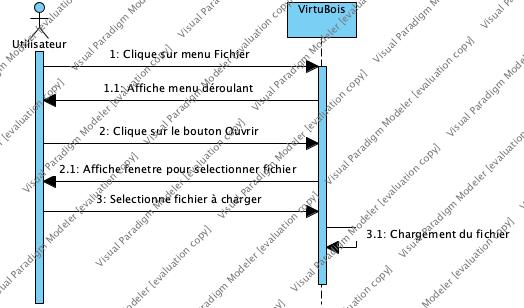 VirtuBois
Utilisateur
1: Clique sur menu Fichier
1.1: Affiche menu déroulant
2: Clique sur le bouton Ouvrir
2.1: Affiche fenetre pour selectionner fichier
3: Selectionne fichier à charger
3.1: Chargement du fichier
Visual Paradigm Modeler [evaluation copy]